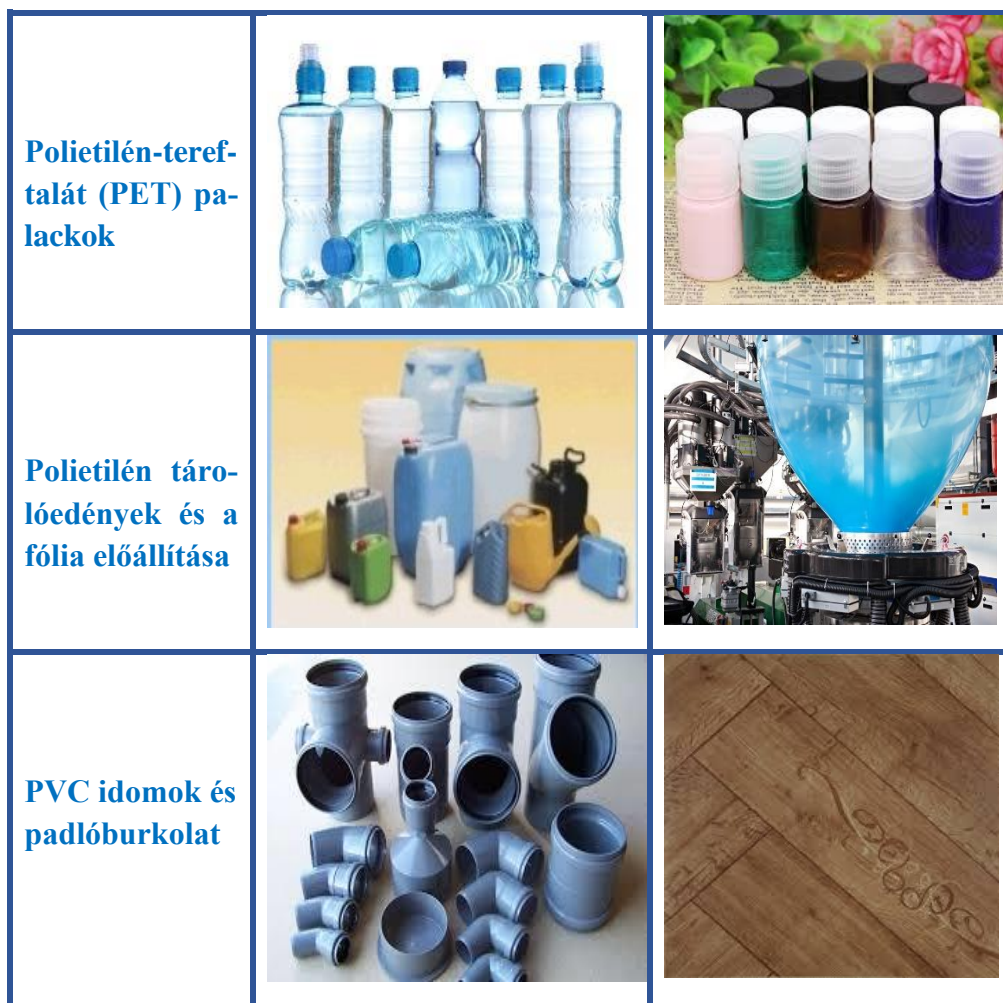 Polietilén-teref-
talát (PET) pa-
lackok
Polietilén táro-
lóedények és a
fólia előállítása
PVC idomok és
padlóburkolat